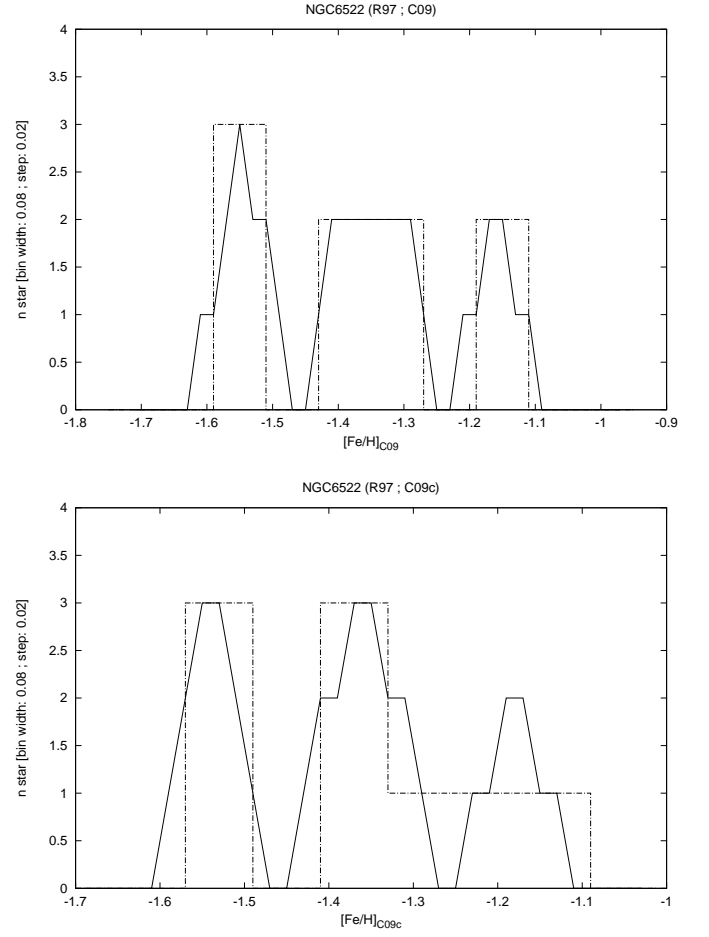 NGC6522 (R97 ; C09)
4
3.5
3
2.5
2
1.5
1
0.5
0
n star [bin width: 0.08 ; step: 0.02]
-1.8 -1.7 -1.6 -1.5 -1.4 -1.3 -1.2 -1.1 -1 -0.9
[Fe/H]C09
NGC6522 (R97 ; C09c)
4
3.5
3
2.5
2
1.5
1
0.5
0
n star [bin width: 0.08 ; step: 0.02]
-1.7 -1.6 -1.5 -1.4 -1.3 -1.2 -1.1 -1
[Fe/H]C09c